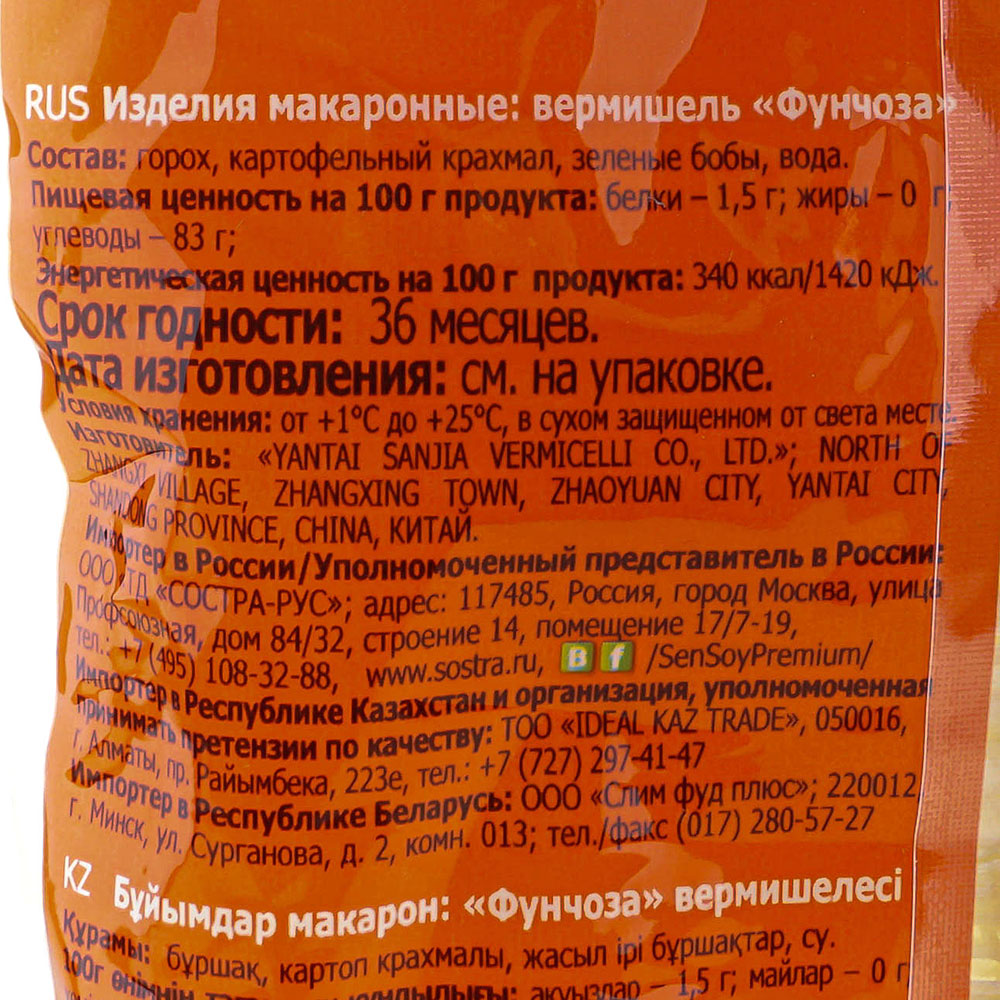 RUS Изделия макаронные: вермишель «Фунчоза»
Состав: горох, картофельный крахмал, зеленые бобы, вода.
Пищевая ценность на 100 г продукта: белки – 1,5 г; жиры – 0 г,
углеводы – 83 г;
Энергетическая ценность на 100 г продукта: 340 ккал/1420 кДж.
Срок годности: 36 месяцев.
Дата изготовления: см. на упаковке.
Условия хранения: от +1°С до +25°С, в сухом защищенном от света месте.
Изготовитель: «YANTAI SANJIA VERMICELLI CO., LTD.»; NORTH OF
ZHANGXI VILLAGE, ZHANGXING TOWN, ZHAOYUAN CITY, YANTAI CITY,
SHANDONG PROVINCE, CHINA, КИТАЙ.
Импортер в России/Уполномоченный представитель в России:
ООО ТД «СОСТРА-РУС»; адрес: 117485, Россия, город Москва, улица
Профсоюзная, дом 84/32, строение 14, помещение 17/7-19,
тел.: +7 (495) 108-32-88, www.sostra.ru, B f /SenSoyPremium/
Импортер в Республике Казахстан и организация, уполномоченная
принимать претензии по качеству: ТОО «IDEAL KAZ TRADE», 050016,
г. Алматы, пр. Райымбека, 223е, тел.: +7 (727) 297-41-47
Импортер в Республике Беларусь: ООО «Слим фуд плюс»; 220012
г. Минск, ул. Сурганова, д. 2, комн. 013; тел./факс (017) 280-57-27
KZ Бұйымдар макарон: «Фунчоза» вермишелесі
Құрамы: бұршақ, картоп крахмалы, жасыл ірі бұршақтар, су.
100г өнімнің ақуыздар – 1,5 г; майлар – 0 г